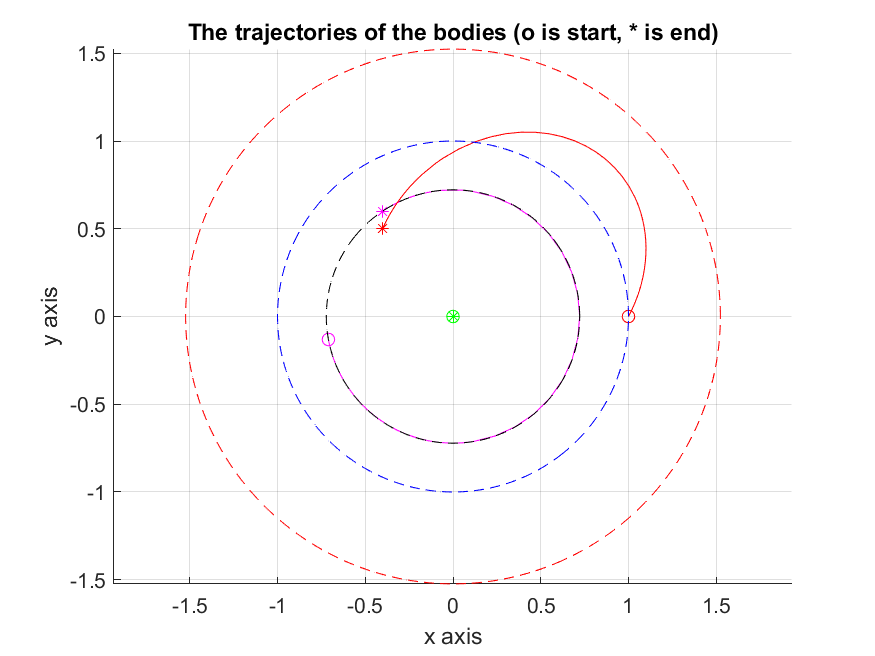 The trajectories of the bodies (o is start, * is end)
1.5
1
0.5
0
-0.5
-1
-1.5
y axis
-1.5 -1 -0.5 0 0.5 1 1.5
x axis